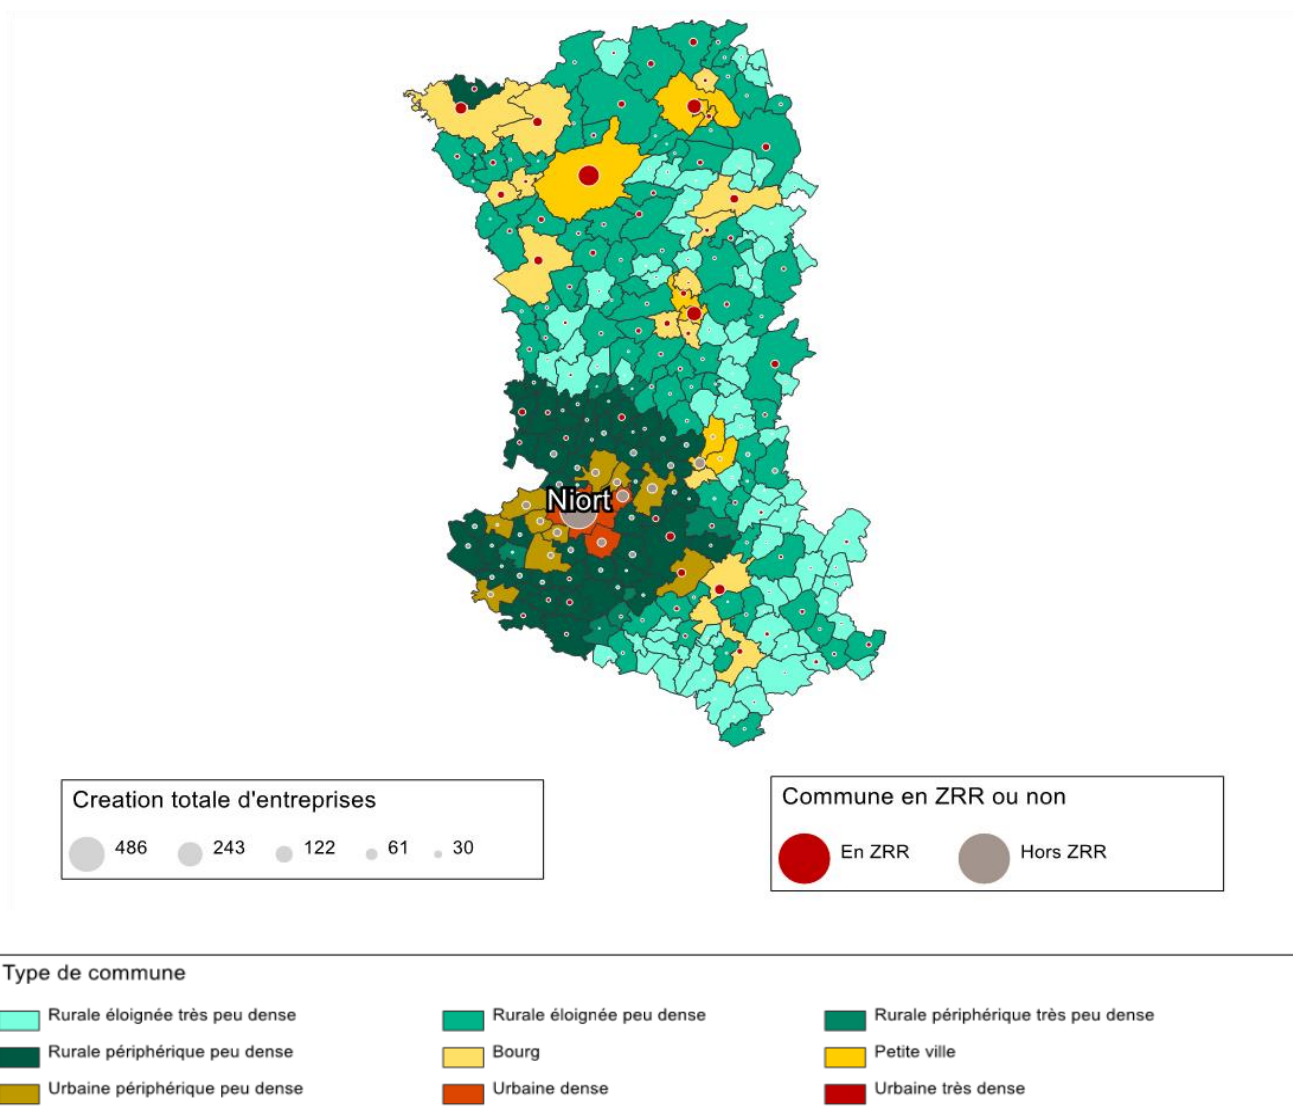 Niort
Creation totale d'entreprises
486 243 122 61 30
Commune en ZRR ou non
En ZRR Hors ZRR
Type de commune
Rurale éloignée très peu dense Rurale éloignée peu dense Rurale périphérique très peu dense
Rurale périphérique peu dense Bourg Petite ville
Urbaine périphérique peu dense Urbaine dense Urbaine très dense